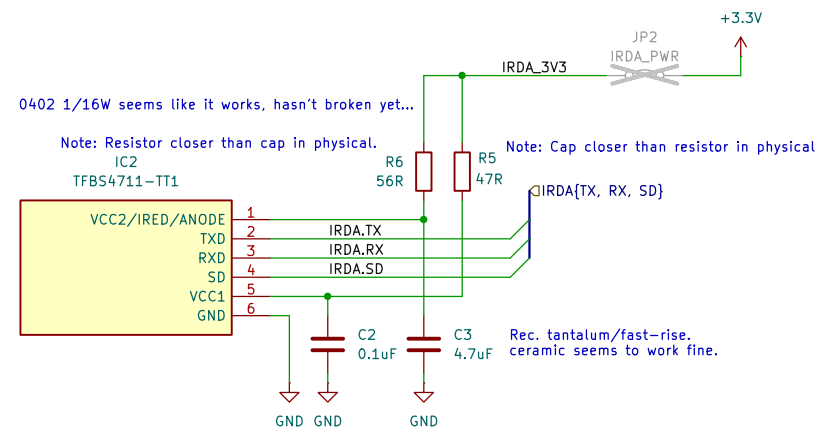 +3.3V
JP2
IRDA_PWR
IRDA_3V3
0402 1/16W seems like it works, hasn't broken yet...
Note: Resistor closer than cap in physical.
Note: Cap closer than resistor in physical
IC2
TFBS4711-TT1
R6
56R
R5
47R
IRDA{TX, RX, SD}
VCC2/IRED/ANODE 1
TXD 2 IRDA.TX
RXD 3 IRDA.RX
SD 4 IRDA.SD
VCC1 5
GND 6
C2
0.1uF
C3
4.7uF
Rec. tantalum/fast-rise.
ceramic seems to work fine.
GND GND GND